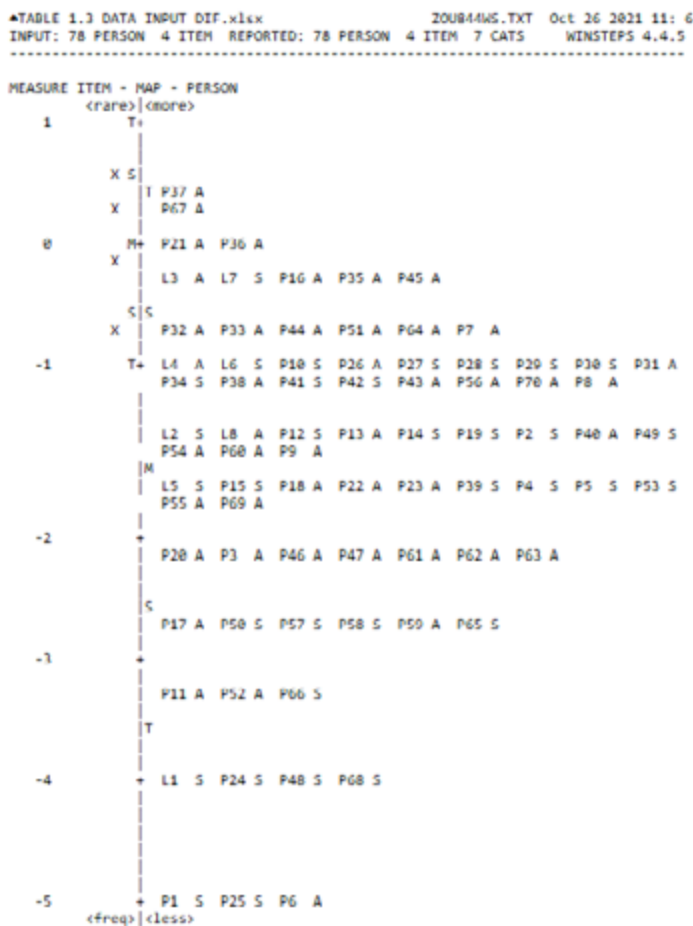 ▲TABLE 1.3 DATA INPUT DIF.xlsx ZOU844WS.TXT Oct 26 2021 11: 6
INPUT: 78 PERSON 4 ITEM REPORTED: 78 PERSON 4 ITEM 7 CATS WINSTEPS 4.4.5
--------------------------------------------------------------------------------
MEASURE ITEM - MAP - PERSON
<rare>|<more>
1 T+
|
|
X S|
|T P37 A
X | P67 A
|
0 M+ P21 A P36 A
X |
| L3 A L7 S P16 A P35 A P45 A
|
S|S
X | P32 A P33 A P44 A P51 A P64 A P7 A
|
-1 T+ L4 A L6 S P10 S P26 A P27 S P28 S P29 S P30 S P31 A
P34 S P38 A P41 S P42 S P43 A P56 A P70 A P8 A
|
|
| L2 S L8 A P12 S P13 A P14 S P19 S P2 S P40 A P49 S
P54 A P60 A P9 A
|M
| L5 S P15 S P18 A P22 A P23 A P39 S P4 S P5 S P53 S
P55 A P69 A
|
-2 +
| P20 A P3 A P46 A P47 A P61 A P62 A P63 A
|
|
|S
| P17 A P50 S P57 S P58 S P59 A P65 S
|
-3 +
|
| P11 A P52 A P66 S
|
|T
|
|
-4 + L1 S P24 S P48 S P68 S
|
|
|
|
|
|
-5 + P1 S P25 S P6 A
<freq>|<less>